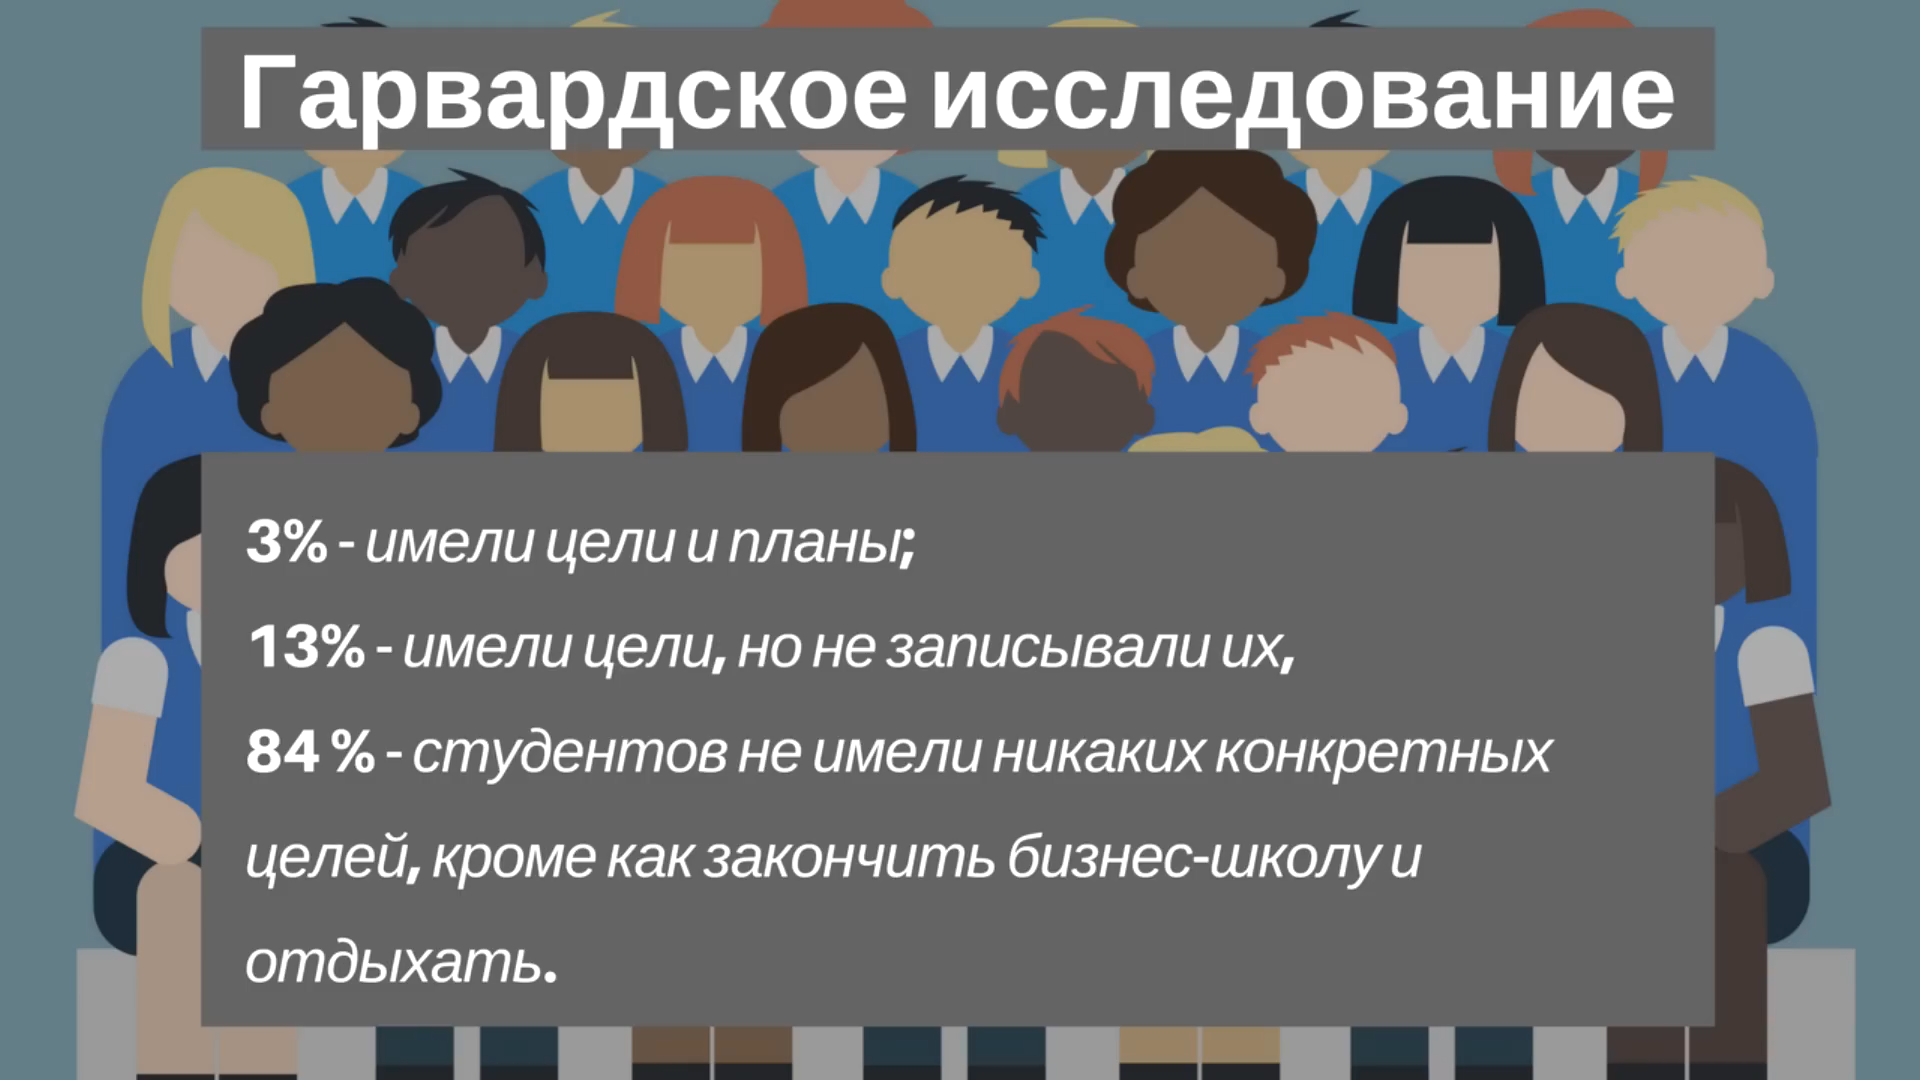 Гарвардское исследование
3% - имели цели и планы;
13% - имели цели, но не записывали их,
84 % - студентов не имели никаких конкретных
целей, кроме как закончить бизнес-школу и
отдыхать.